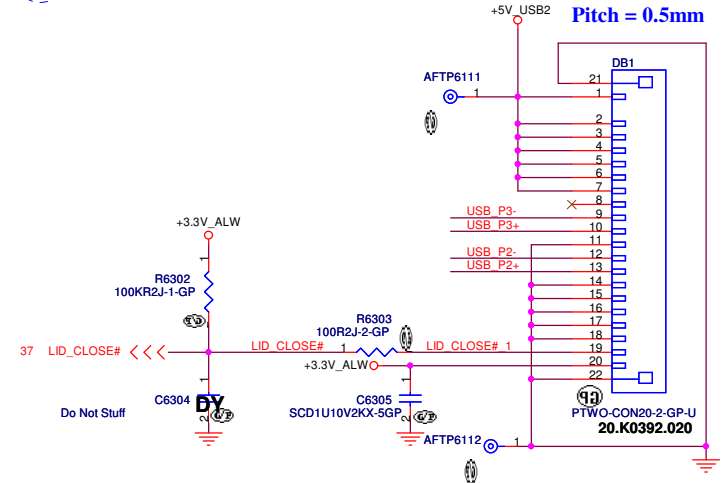 +5V_USB2
Pitch = 0.5mm
DB1
AFTP6111
1
21
1
2
3
4
5
6
7
8
USB_P3-
9
USB_P3+
10
11
USB_P2-
12
USB_P2+
13
14
15
16
17
18
19
20
22
+3.3V_ALW
1
R6302
100KR2J-1-GP
2
37
LID_CLOSE#
LID_CLOSE#
1
R6303
100R2J-2-GP
2
LID_CLOSE#_1
+3.3V_ALW
1
C6304
DY
2
Do Not Stuff
1
C6305
SCD1U10V2KX-5GP
2
G/P
PTWO-CON20-2-GP-U
20.K0392.020
AFTP6112
1